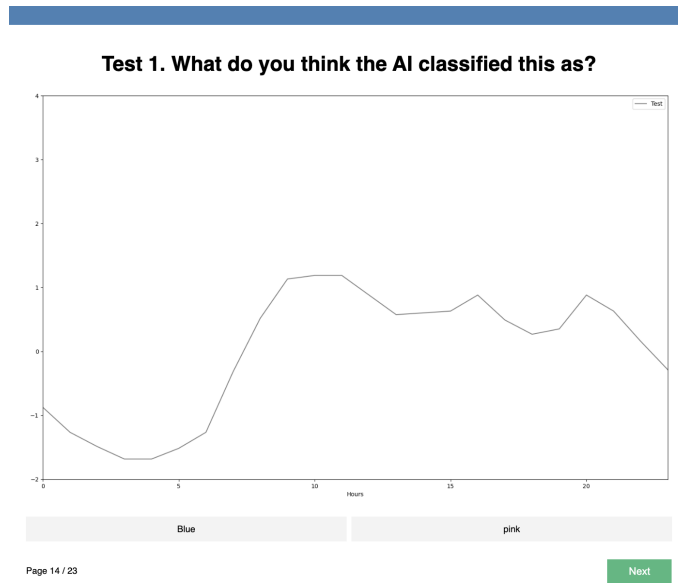 Test 1. What do you think the AI classified this as?
Test
4
3
2
1
0
−1
−2
0 5 10 15 20
Hours
Blue pink
Page 14 / 23 Next